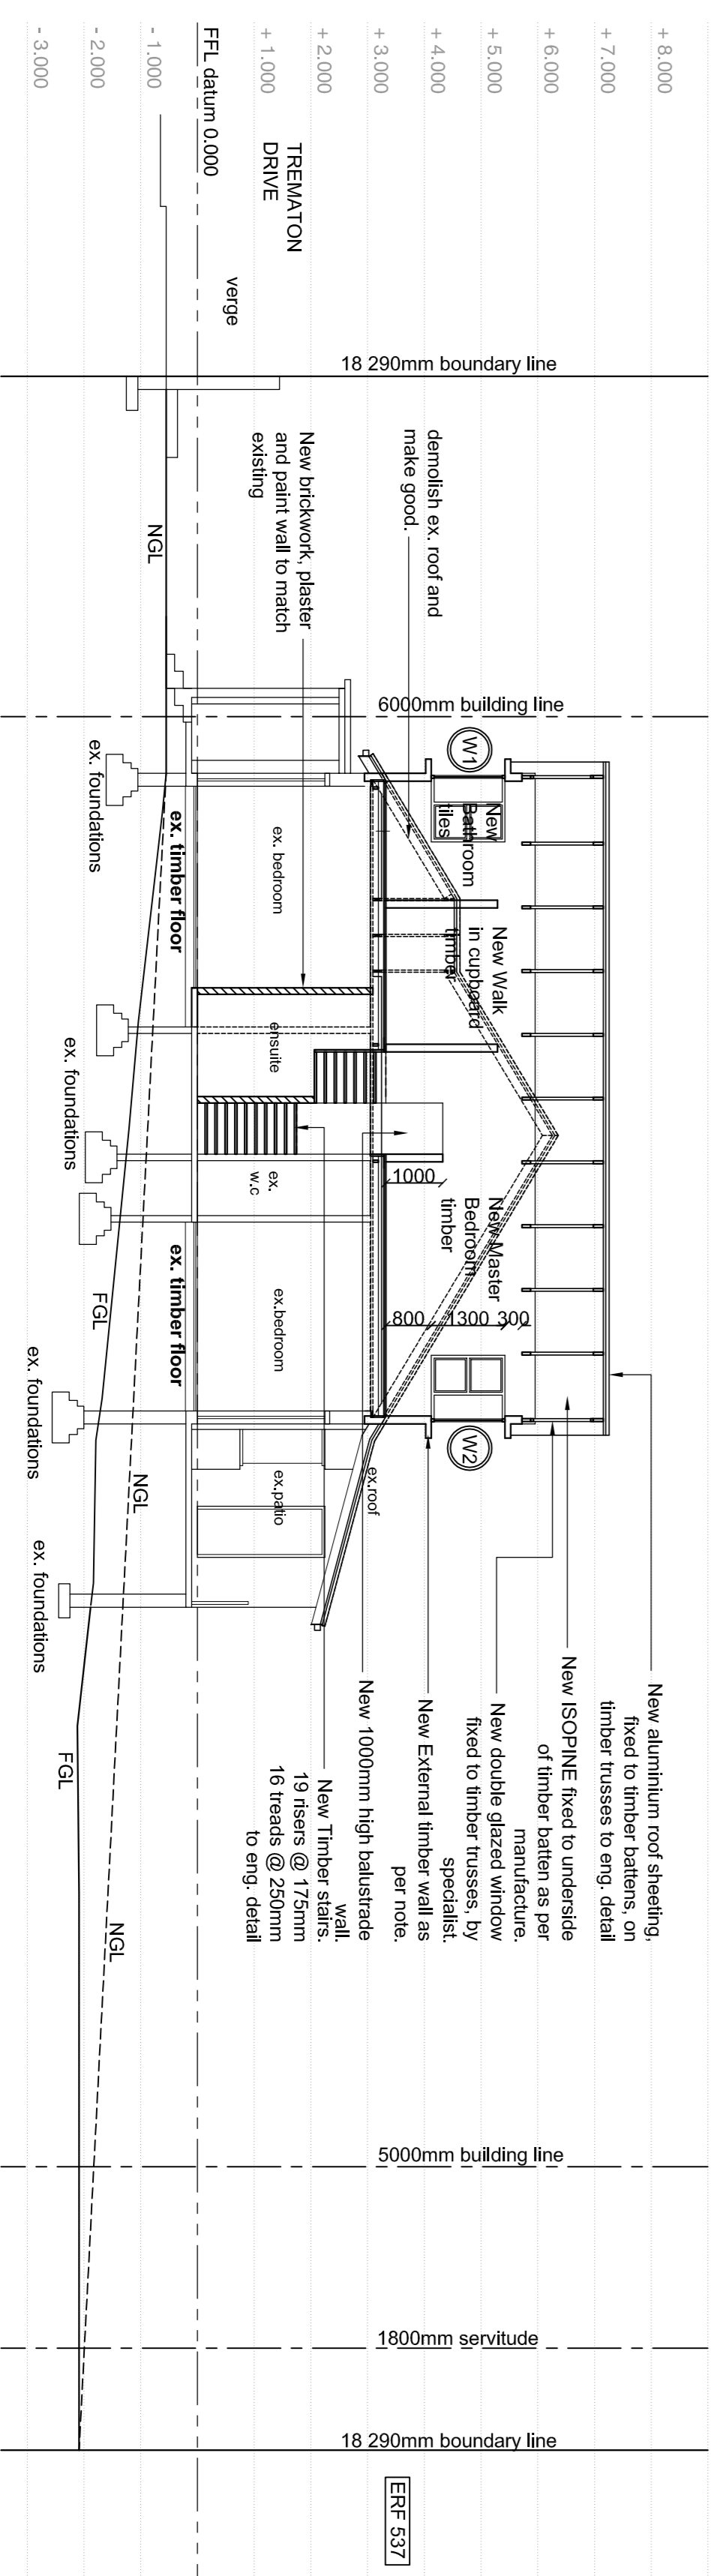 + 8.000
+ 7.000
+ 6.000
+ 5.000
+ 4.000
+ 3.000
+ 2.000
+ 1.000
FFL datum 0.000
- 1.000
- 2.000
- 3.000
TREMATON
DRIVE
verge
18 290mm boundary line
demolish ex. roof and
make good.
New brickwork, plaster
and paint wall to match
existing
NGL
6000mm building line
W1
New
Bathroom
tiles
New Walk
in cupboard
timber
New Master
Bedroom
timber
1000
800
1300
300
W2
ex. bedroom
ensuite
ex.
w.c
ex.bedroom
ex.patio
ex.roof
ex. timber floor
ex. timber floor
ex. foundations
ex. foundations
ex. foundations
ex. foundations
FGL
NGL
FGL
NGL
New aluminium roof sheeting,
fixed to timber battens, on
timber trusses to eng. detail
New ISOPINE fixed to underside
of timber batten as per
manufacture.
New double glazed window
fixed to timber trusses, by
specialist.
New External timber wall as
per note.
New 1000mm high balustrade
wall.
New Timber stairs.
19 risers @ 175mm
16 treads @ 250mm
to eng. detail
5000mm building line
1800mm servitude
18 290mm boundary line
ERF 537